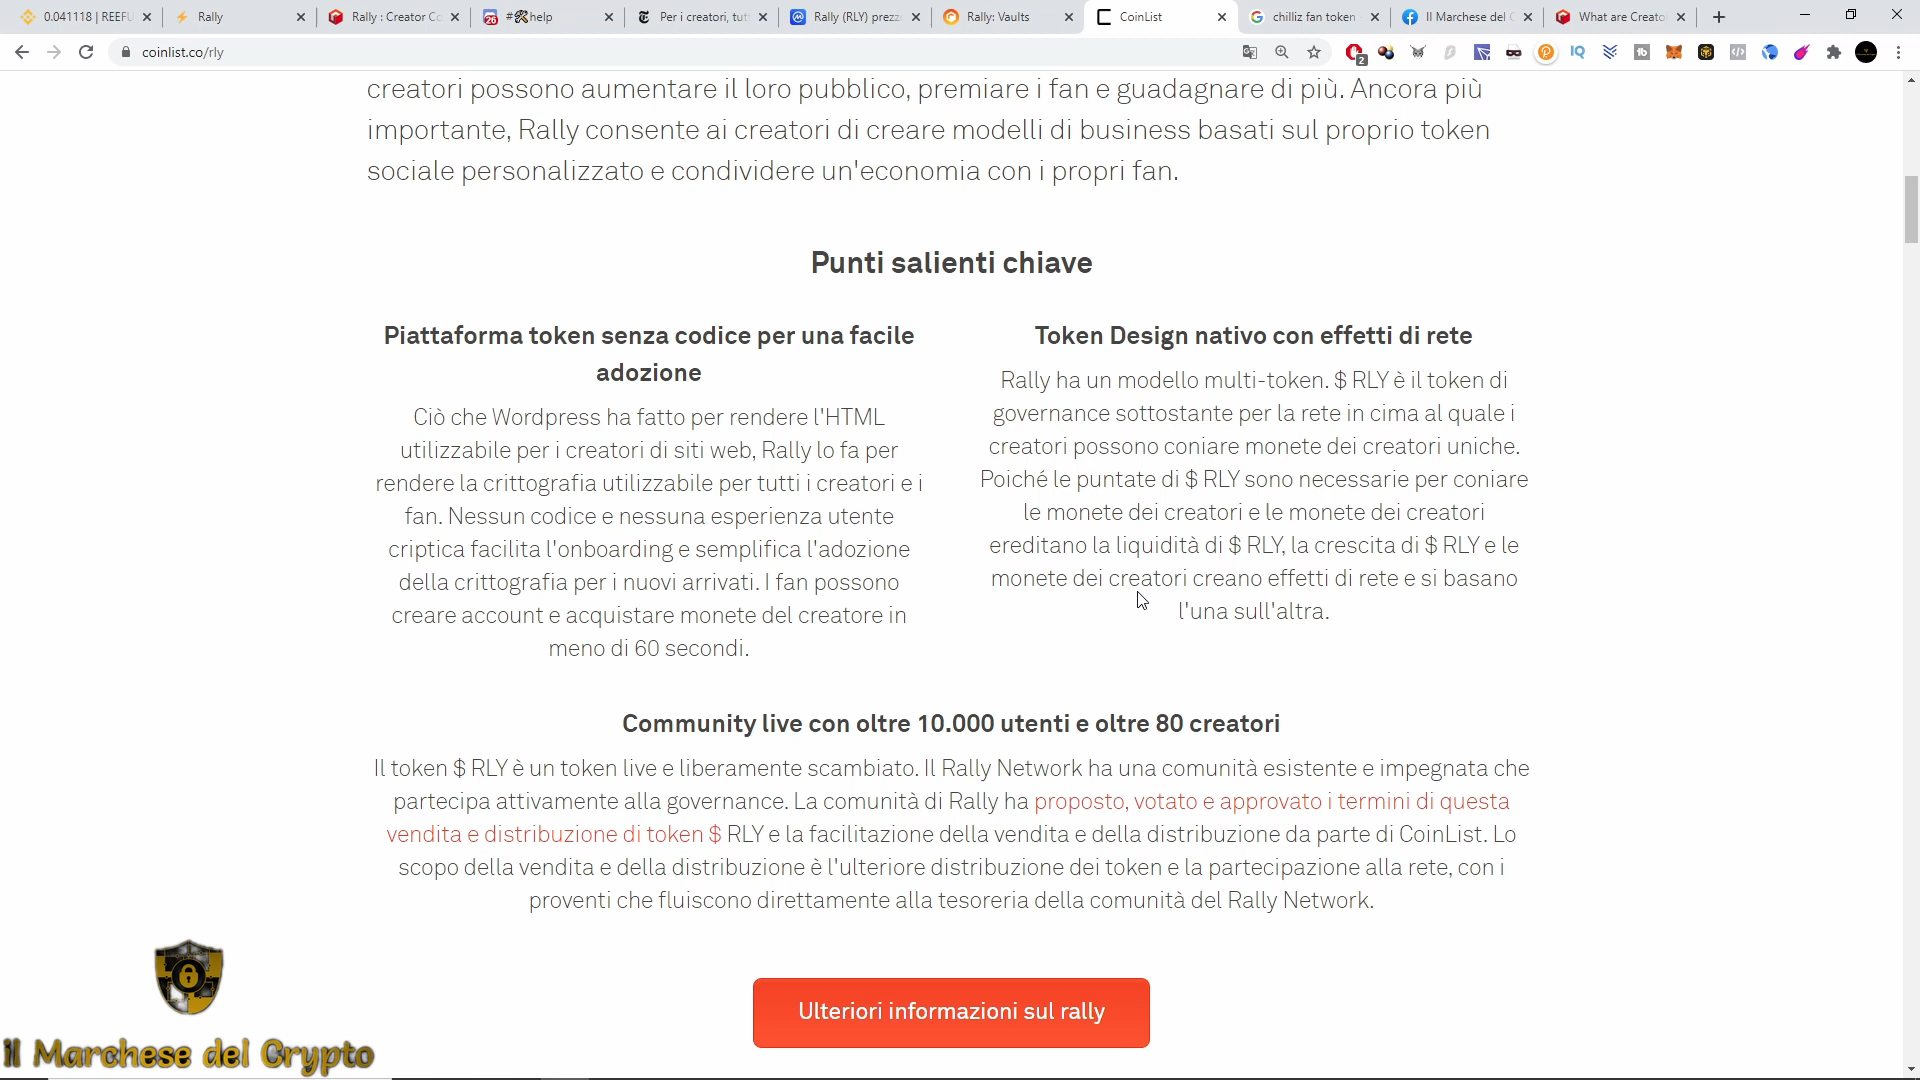 0.041118 | REEFU
Rally
Rally : Creator Co
#🛠help
Per i creatori, tut
Rally (RLY) prezz
Rally: Vaults
CoinList
chilliz fan token
Il Marchese del C
What are Creato
coinlist.co/rly
creatori possono aumentare il loro pubblico, premiare i fan e guadagnare di più. Ancora più
importante, Rally consente ai creatori di creare modelli di business basati sul proprio token
sociale personalizzato e condividere un'economia con i propri fan.
Punti salienti chiave
Piattaforma token senza codice per una facile
adozione
Ciò che Wordpress ha fatto per rendere l'HTML
utilizzabile per i creatori di siti web, Rally lo fa per
rendere la crittografia utilizzabile per tutti i creatori e i
fan. Nessun codice e nessuna esperienza utente
criptica facilita l'onboarding e semplifica l'adozione
della crittografia per i nuovi arrivati. I fan possono
creare account e acquistare monete del creatore in
meno di 60 secondi.
Token Design nativo con effetti di rete
Rally ha un modello multi-token. $ RLY è il token di
governance sottostante per la rete in cima al quale i
creatori possono coniare monete dei creatori uniche.
Poiché le puntate di $ RLY sono necessarie per coniare
le monete dei creatori e le monete dei creatori
ereditano la liquidità di $ RLY, la crescita di $ RLY e le
monete dei creatori creano effetti di rete e si basano
l'una sull'altra.
Community live con oltre 10.000 utenti e oltre 80 creatori
Il token $ RLY è un token live e liberamente scambiato. Il Rally Network ha una comunità esistente e impegnata che
partecipa attivamente alla governance. La comunità di Rally ha proposto, votato e approvato i termini di questa
vendita e distribuzione di token $ RLY e la facilitazione della vendita e della distribuzione da parte di CoinList. Lo
scopo della vendita e della distribuzione è l'ulteriore distribuzione dei token e la partecipazione alla rete, con i
proventi che fluiscono direttamente alla tesoreria della comunità del Rally Network.
Ulteriori informazioni sul rally
il Marchese del Crypto